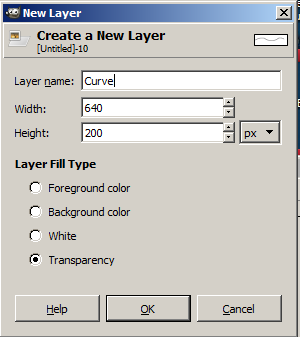 New Layer
Create a New Layer
[Untitled]-10
Layer name: Curve
Width: 640
Height: 200 px
Layer Fill Type
Foreground color
Background color
White
Transparency
Help OK Cancel